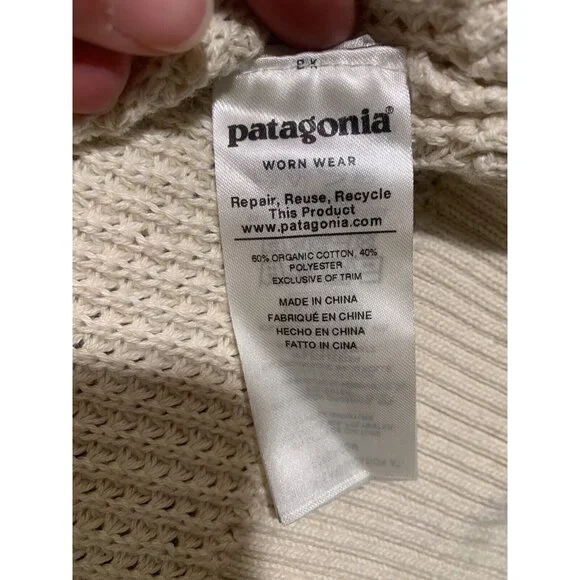 patagonia®
WORN WEAR
Repair, Reuse, Recycle
This Product
www.patagonia.com
60% ORGANIC COTTON, 40%
POLYESTER
EXCLUSIVE OF TRIM
MADE IN CHINA
FABRIQUÉ EN CHINE
HECHO EN CHINA
FATTO IN CINA